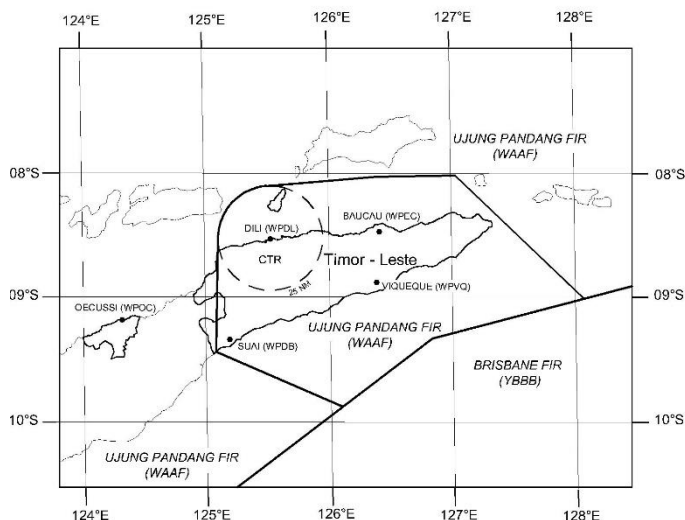 124°E 125°E 126°E 127°E 128°E
UJUNG PANDANG FIR
(WAAF)
08°S 08°S
DILI (WPDL)
BAUCAU (WPEC)
CTR
Timor - Leste
25 NM
VIQUEQUE (WPVQ)
09°S 09°S
OECUSSI (WPOC)
SUAI (WPDB)
UJUNG PANDANG FIR
(WAAF)
BRISBANE FIR
(YBBB)
10°S 10°S
UJUNG PANDANG FIR
(WAAF)
124°E 125°E 126°E 127°E 128°E